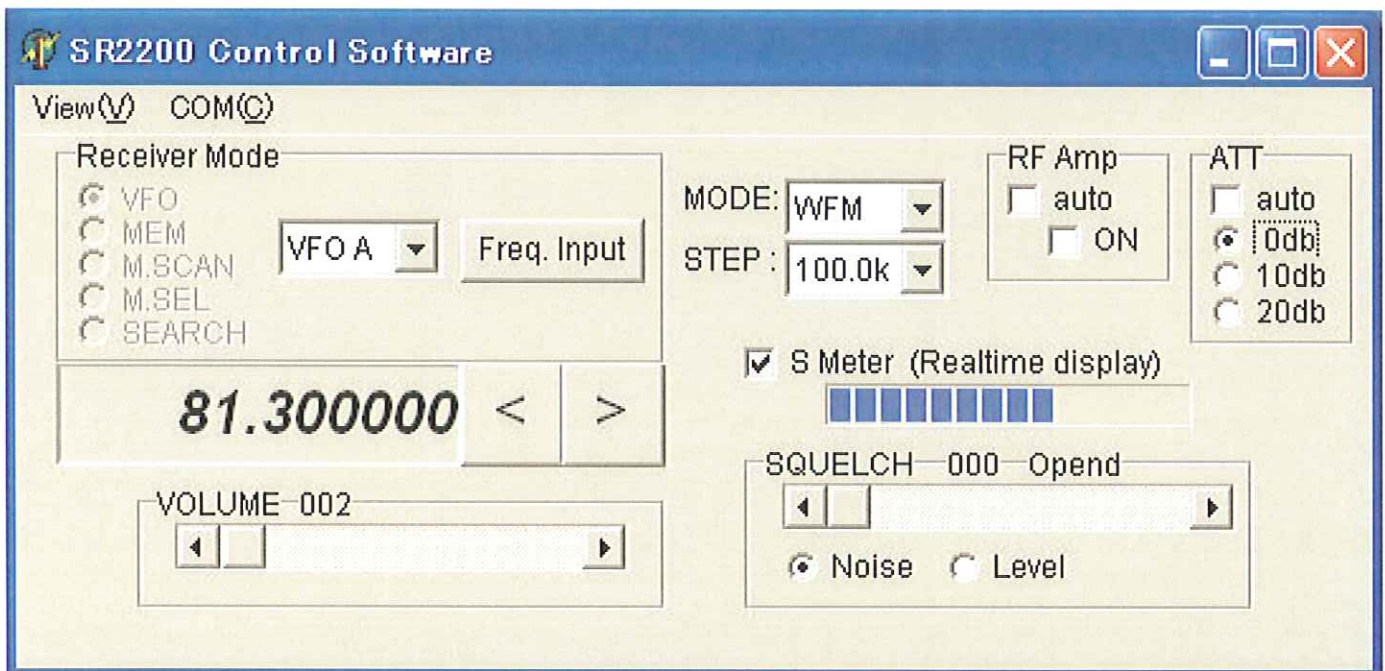 SR2200 Control Software
View(V) COM(C)
Receiver Mode
VFO
MEM
M.SCAN
M.SEL
SEARCH
VFO A
Freq. Input
MODE: WFM
STEP : 100.0k
RF Amp
auto
ON
ATT
auto
0db
10db
20db
81.300000 < >
S Meter (Realtime display)
VOLUME 002
SQUELCH 000 Opend
Noise Level